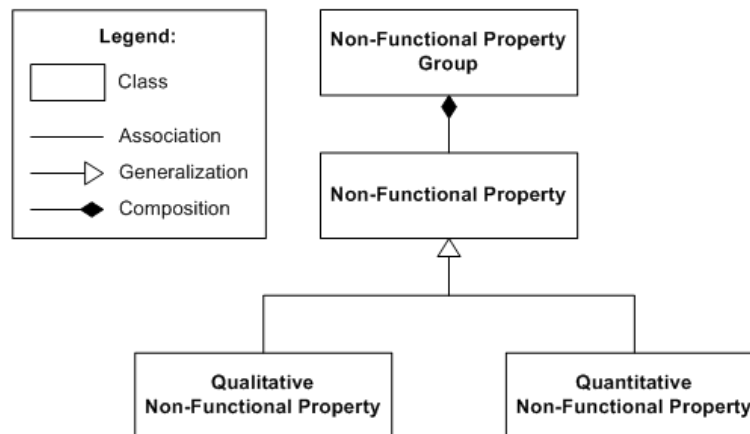 Legend:
Class
Association
Generalization
Composition
Non-Functional Property
Group
Non-Functional Property
Qualitative
Non-Functional Property
Quantitative
Non-Functional Property